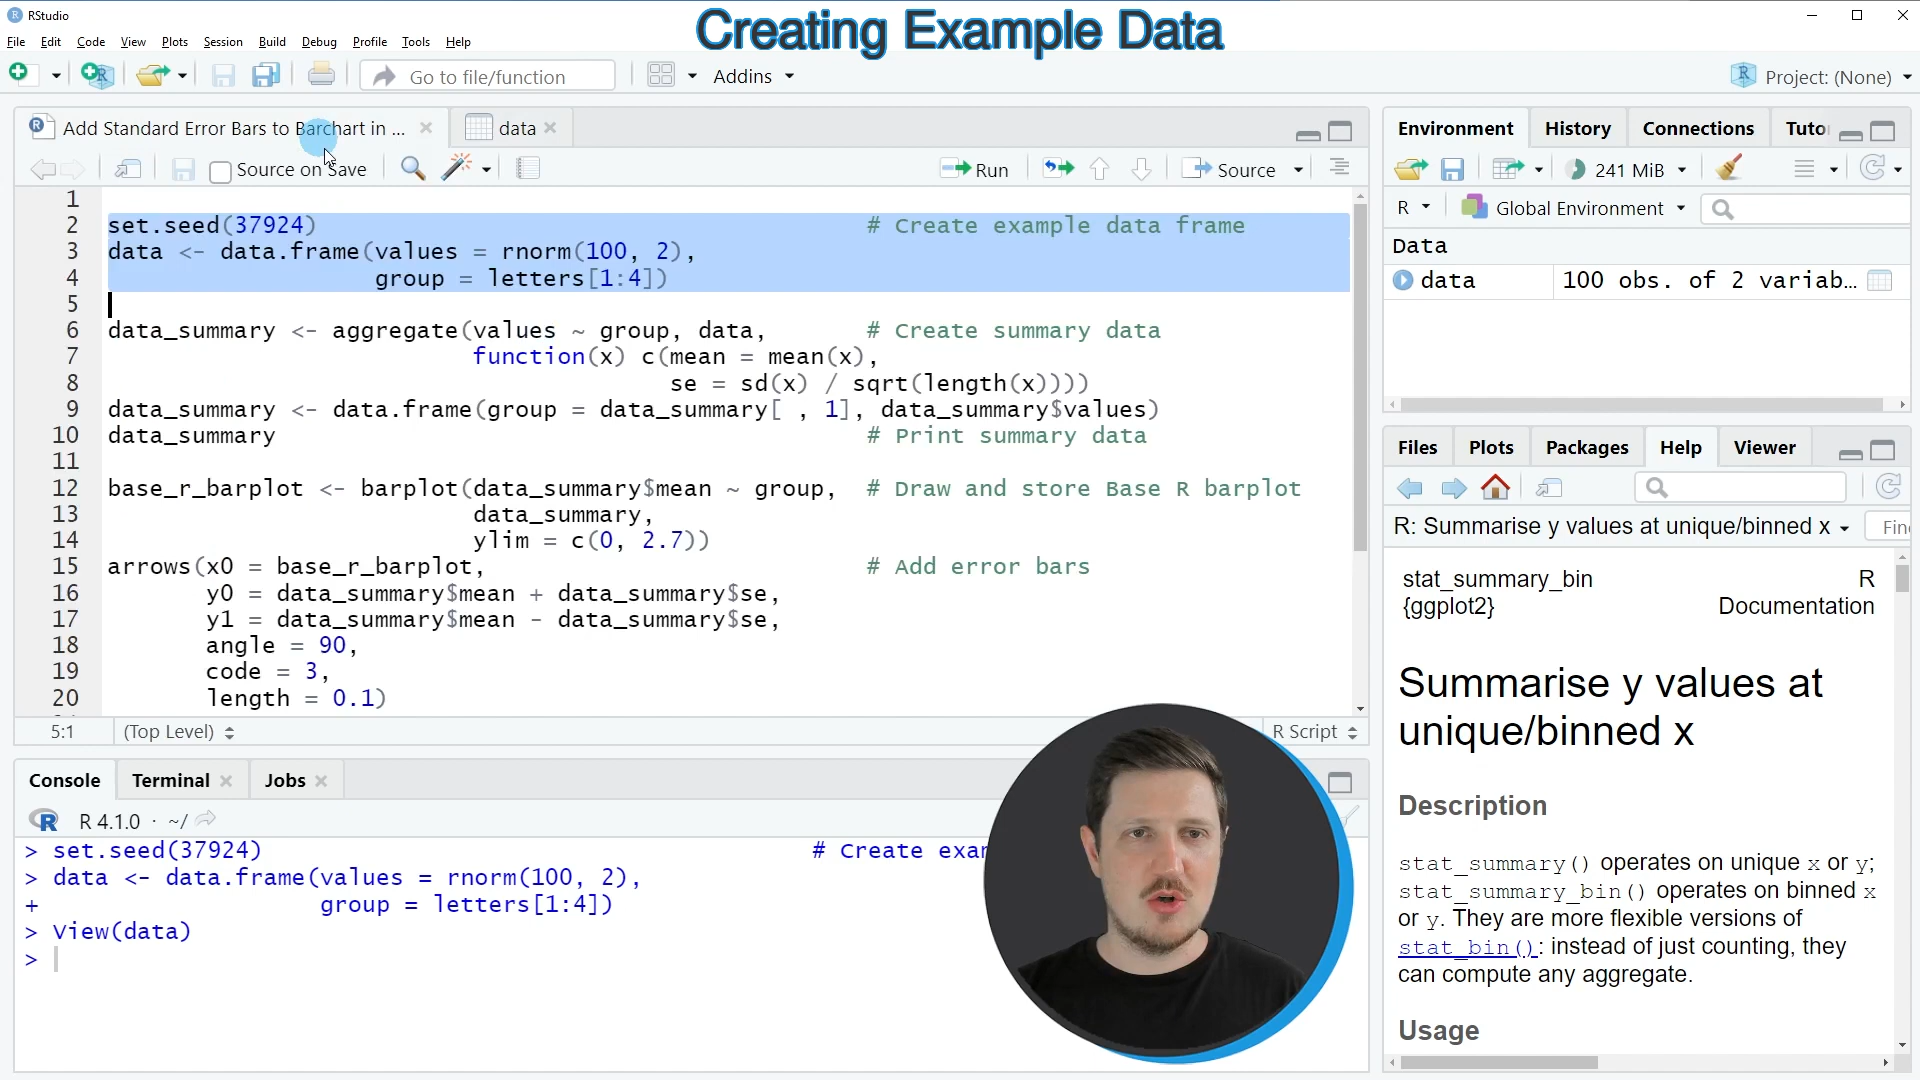 RStudio
Creating Example Data
File Edit Code View Plots Session Build Debug Profile Tools Help
Go to file/function Addins Project: (None)
Add Standard Error Bars to Barchart in ... data
Source on Save Run Source
1
2 set.seed(37924) # Create example data frame
3 data <- data.frame(values = rnorm(100, 2),
4 group = letters[1:4])
5
6 data_summary <- aggregate(values ~ group, data, # Create summary data
7 function(x) c(mean = mean(x),
8 se = sd(x) / sqrt(length(x))))
9 data_summary <- data.frame(group = data_summary[ , 1], data_summary$values)
10 data_summary # Print summary data
11
12 base_r_barplot <- barplot(data_summary$mean ~ group, # Draw and store Base R barplot
13 data_summary,
14 ylim = c(0, 2.7))
15 arrows(x0 = base_r_barplot, # Add error bars
16 y0 = data_summary$mean + data_summary$se,
17 y1 = data_summary$mean - data_summary$se,
18 angle = 90,
19 code = 3,
20 length = 0.1)
5:1 (Top Level) R Script
Console Terminal Jobs
R 4.1.0 · ~/
> set.seed(37924) # Create exa
> data <- data.frame(values = rnorm(100, 2),
+ group = letters[1:4])
> View(data)
>
Environment History Connections Tuto
241 MiB
R Global Environment
Data
data 100 obs. of 2 variab...
Files Plots Packages Help Viewer
R: Summarise y values at unique/binned x Fin
stat_summary_bin R
{ggplot2} Documentation
Summarise y values at
unique/binned x
Description
stat_summary() operates on unique x or y;
stat_summary_bin() operates on binned x
or y. They are more flexible versions of
stat_bin(): instead of just counting, they
can compute any aggregate.
Usage